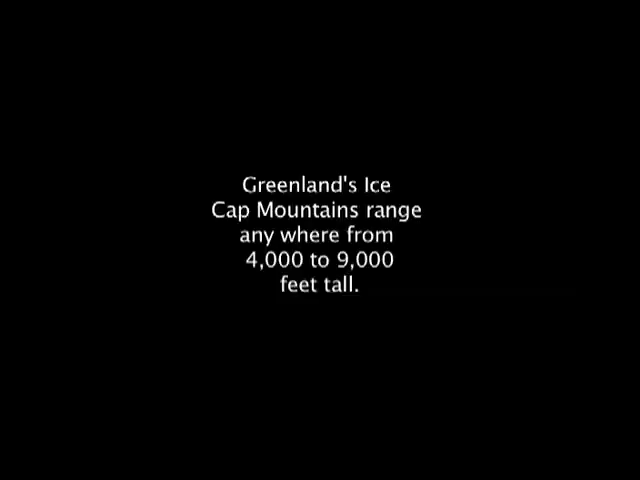 Greenland's Ice
Cap Mountains range
any where from
4,000 to 9,000
feet tall.